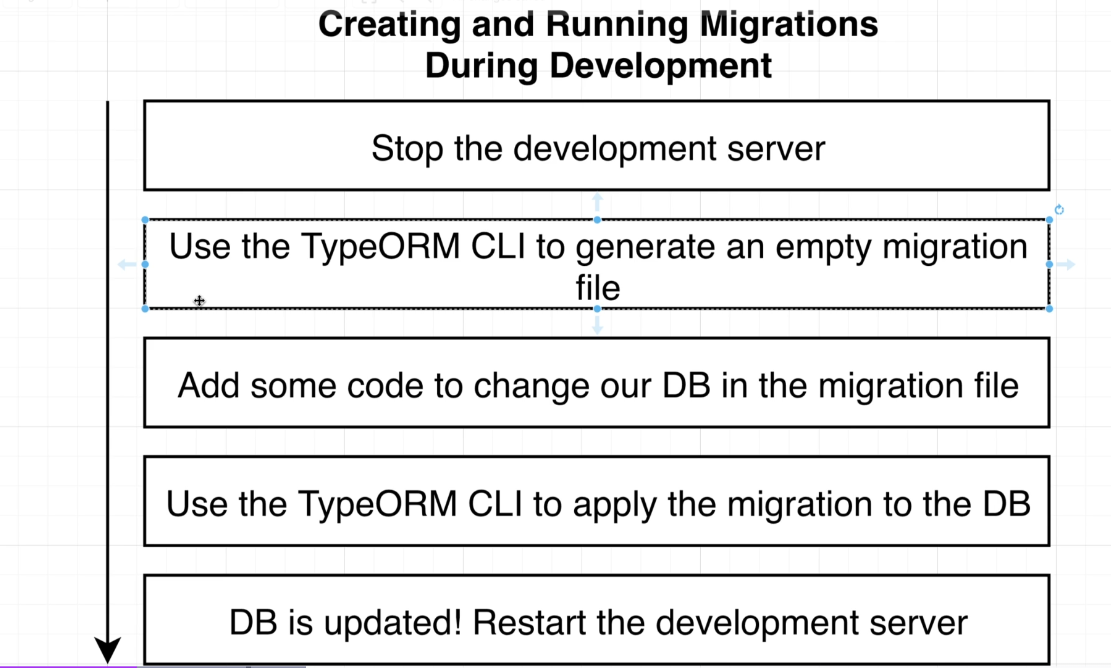 Creating and Running Migrations
During Development
Stop the development server
Use the TypeORM CLI to generate an empty migration
file
Add some code to change our DB in the migration file
Use the TypeORM CLI to apply the migration to the DB
DB is updated! Restart the development server